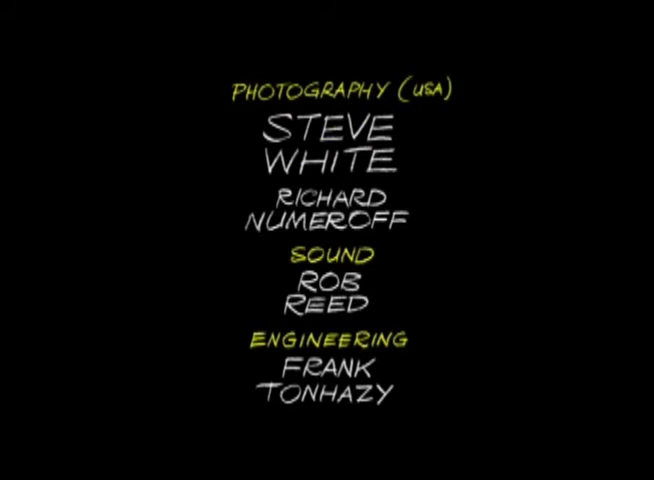 PHOTOGRAPHY (USA)
STEVE
WHITE
RICHARD
NUMEROFF
SOUND
ROB
REED
ENGINEERING
FRANK
TONHAZY